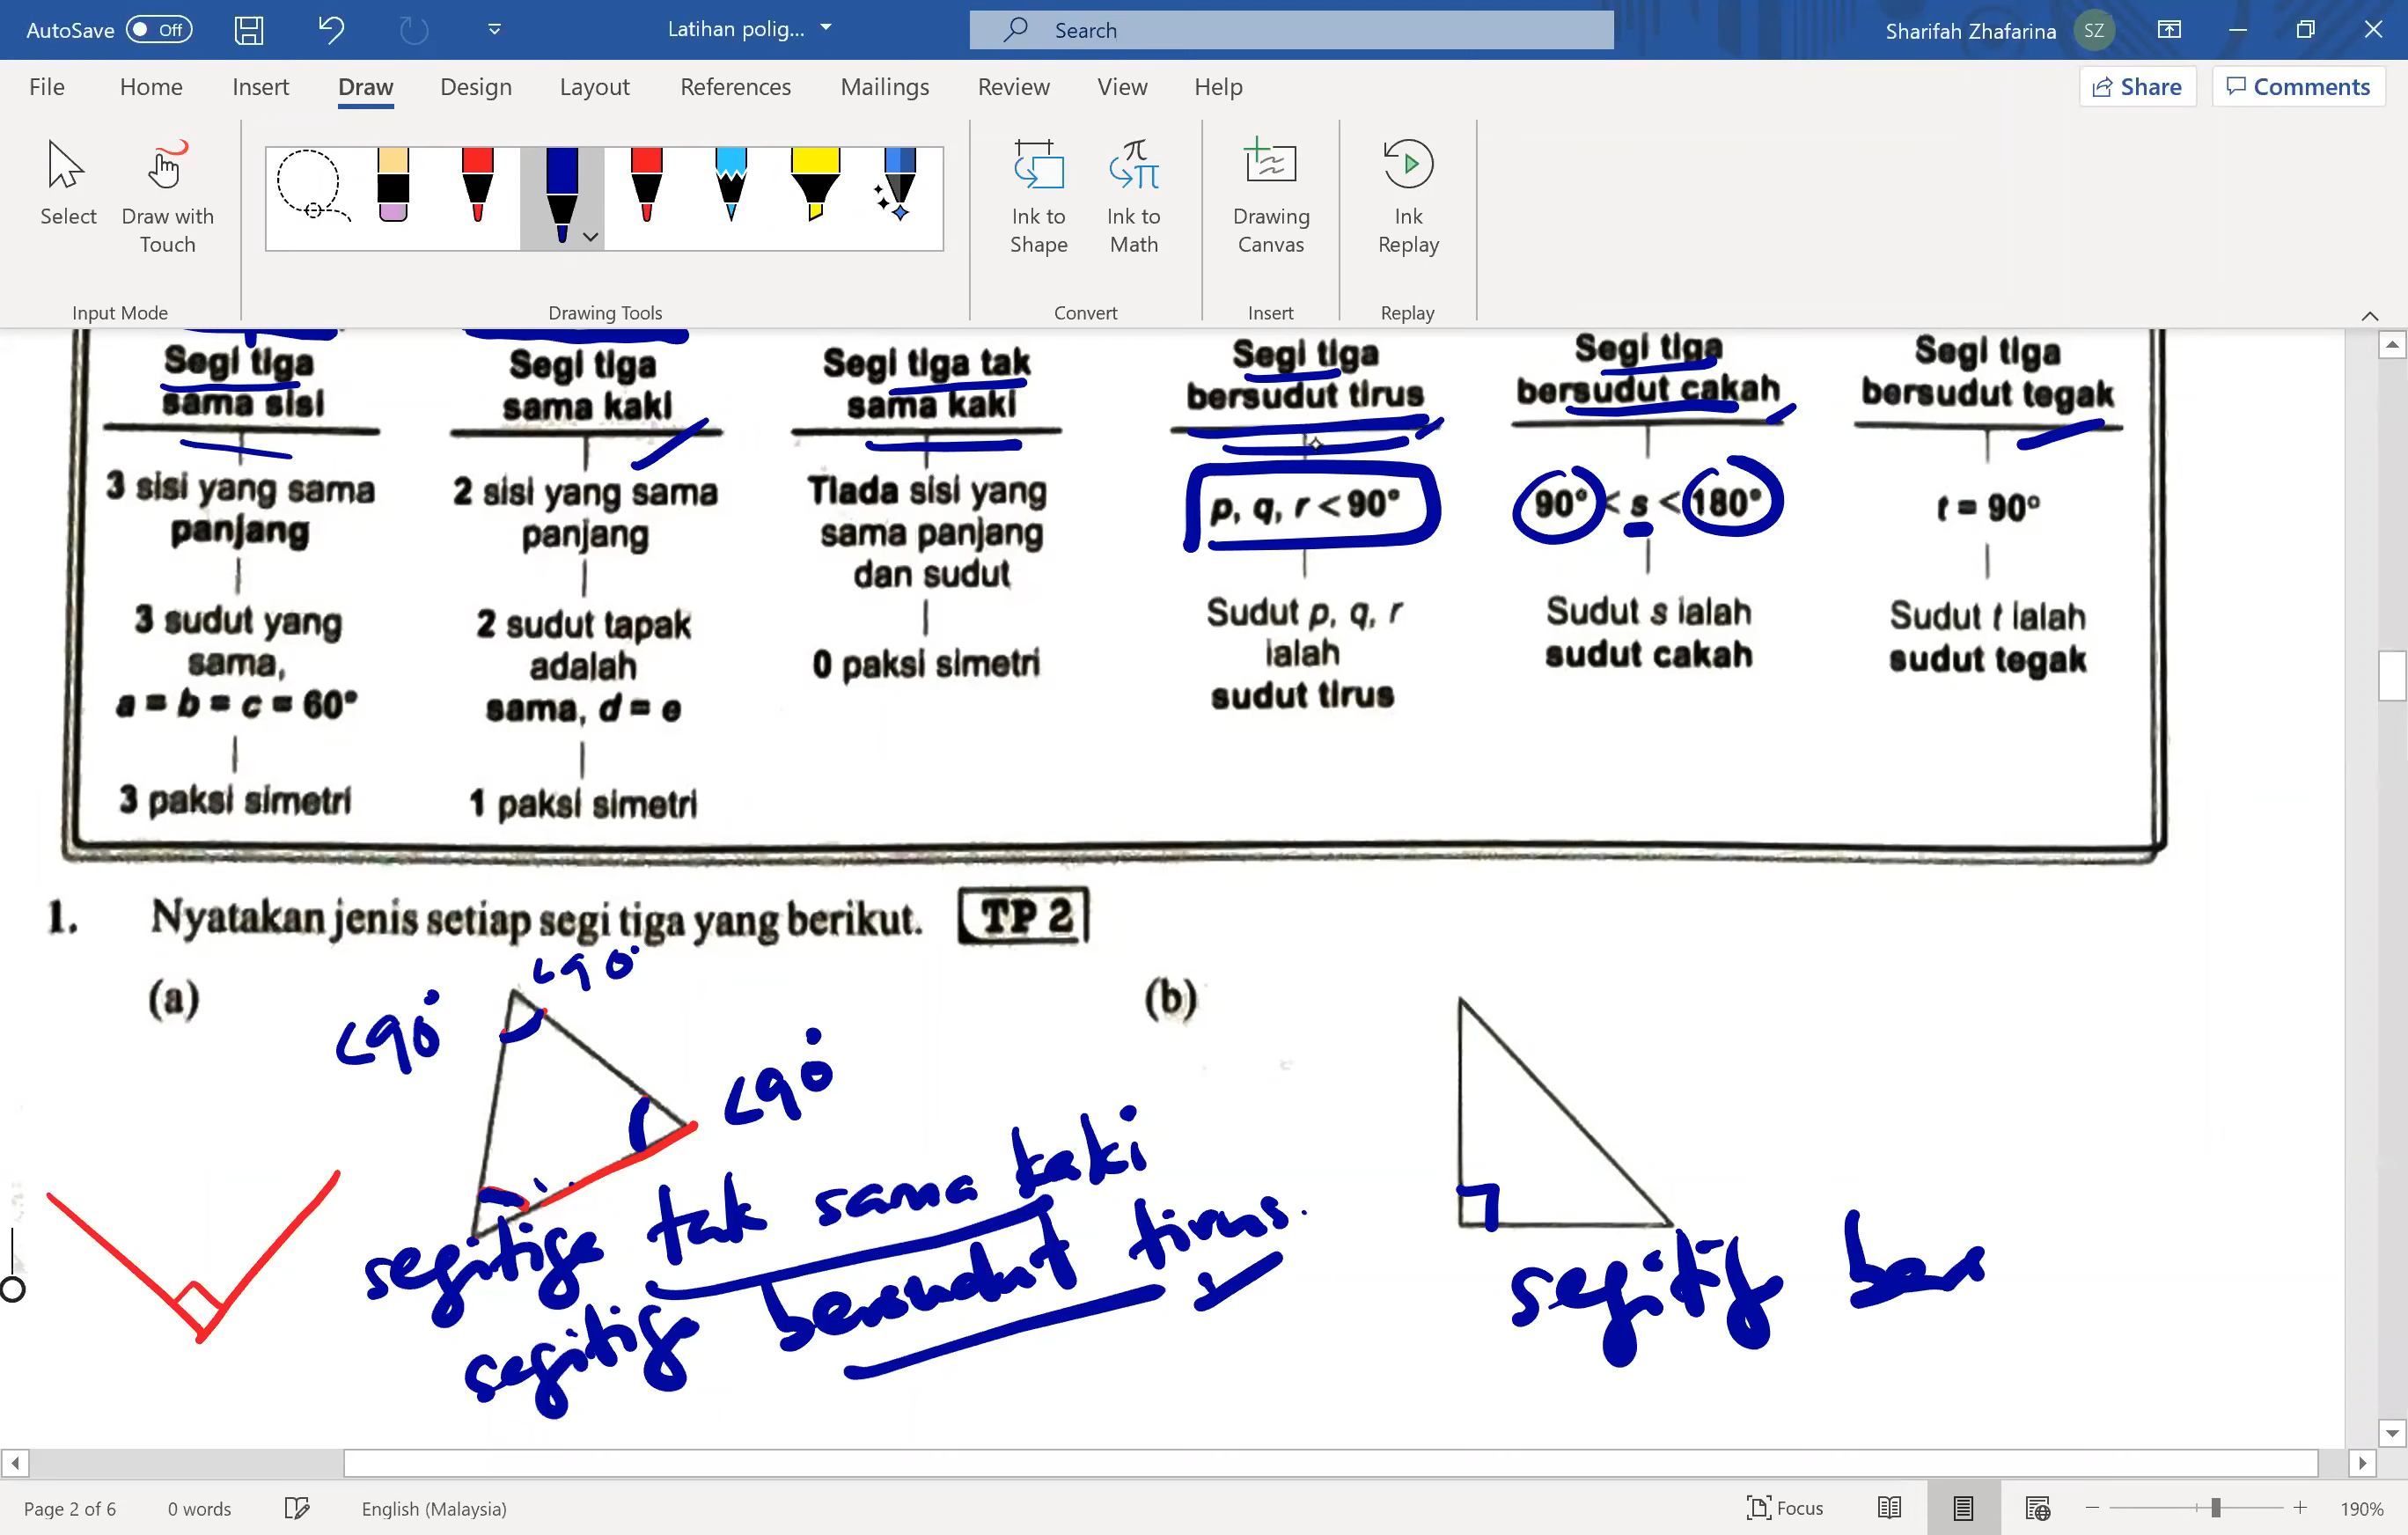 AutoSave Off
Latihan polig...
Search
Sharifah Zhafarina SZ
File Home Insert Draw Design Layout References Mailings Review View Help
Share Comments
Select
Draw with Touch
Ink to Shape
Ink to Math
Drawing Canvas
Ink Replay
Input Mode
Drawing Tools
Convert
Insert
Replay
Segi tiga
sama sisi
3 sisi yang sama
panjang
3 sudut yang
sama,
a = b = c = 60°
3 paksi simetri
Segi tiga
sama kaki
2 sisi yang sama
panjang
2 sudut tapak
adalah
sama, d = e
1 paksi simetri
Segi tiga tak
sama kaki
Tiada sisi yang
sama panjang
dan sudut
0 paksi simetri
Segi tiga
bersudut tirus
p, q, r < 90°
Sudut p, q, r
ialah
sudut tirus
Segi tiga
bersudut cakah
90° < s < 180°
Sudut s ialah
sudut cakah
Segi tiga
bersudut tegak
t = 90°
Sudut t ialah
sudut tegak
1. Nyatakan jenis setiap segi tiga yang berikut. TP 2
(a)
<90°
<90°
<90°
segitiga tak sama kaki
segitiga bersudut tirus.
(b)
segitig
Page 2 of 6 0 words English (Malaysia)
Focus
190%